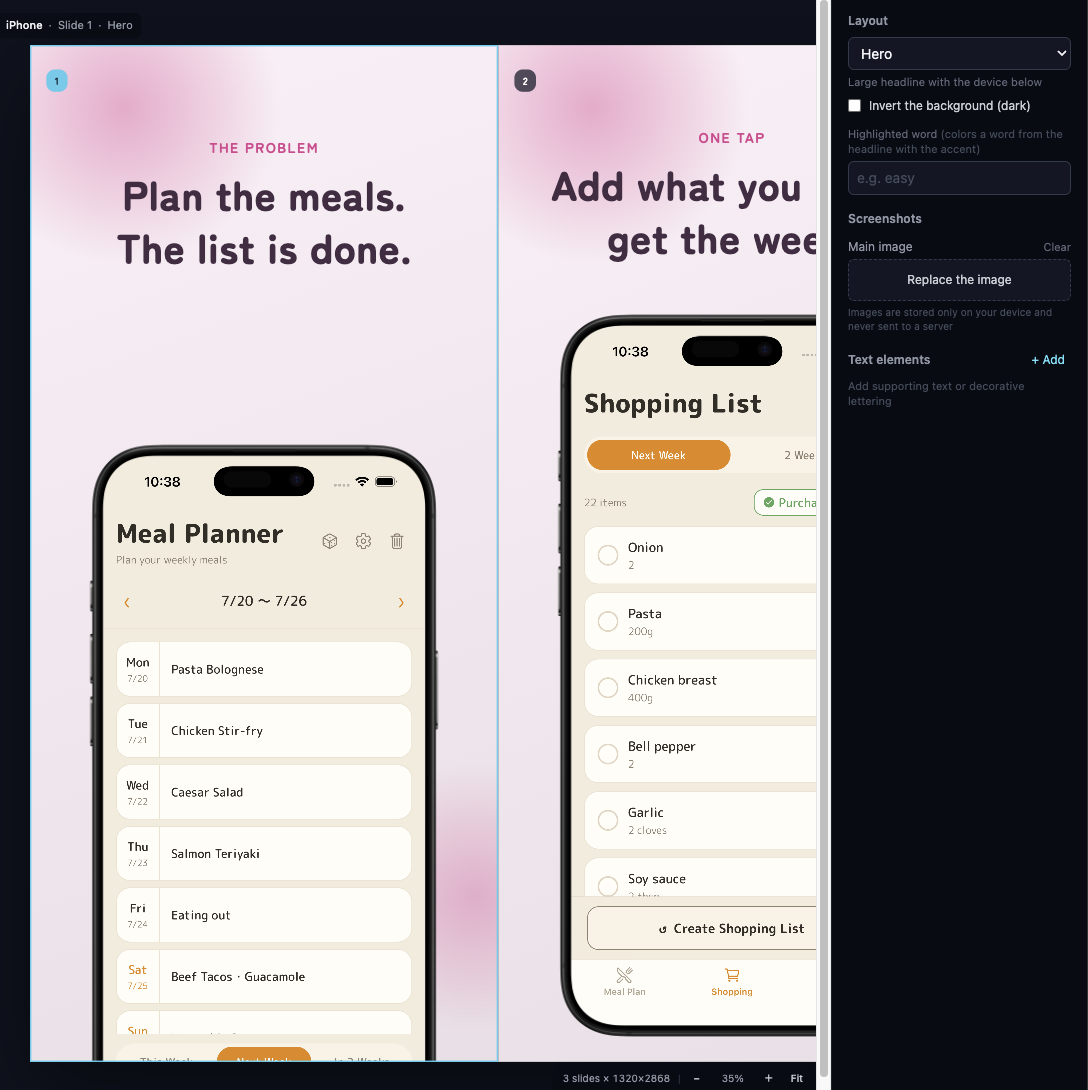 iPhone · Slide 1 · Hero
1
THE PROBLEM
Plan the meals.
The list is done.
10:38
Meal Planner
Plan your weekly meals
‹ 7/20 〜 7/26 ›
Mon
7/20
Pasta Bolognese
Tue
7/21
Chicken Stir-fry
Wed
7/22
Caesar Salad
Thu
7/23
Salmon Teriyaki
Fri
7/24
Eating out
Sat
7/25
Beef Tacos · Guacamole
Sun
2
ONE TAP
Add what you
get the wee
10:38
Shopping List
Next Week
2 Wee
22 items
Purcha
Onion
2
Pasta
200g
Chicken breast
400g
Bell pepper
2
Garlic
2 cloves
Soy sauce
Create Shopping List
Meal Plan
Shopping
3 slides × 1320×2868
− 35% + Fit
Layout
Hero
Large headline with the device below
Invert the background (dark)
Highlighted word (colors a word from the
headline with the accent)
e.g. easy
Screenshots
Main image
Clear
Replace the image
Images are stored only on your device and
never sent to a server
Text elements
+ Add
Add supporting text or decorative
lettering